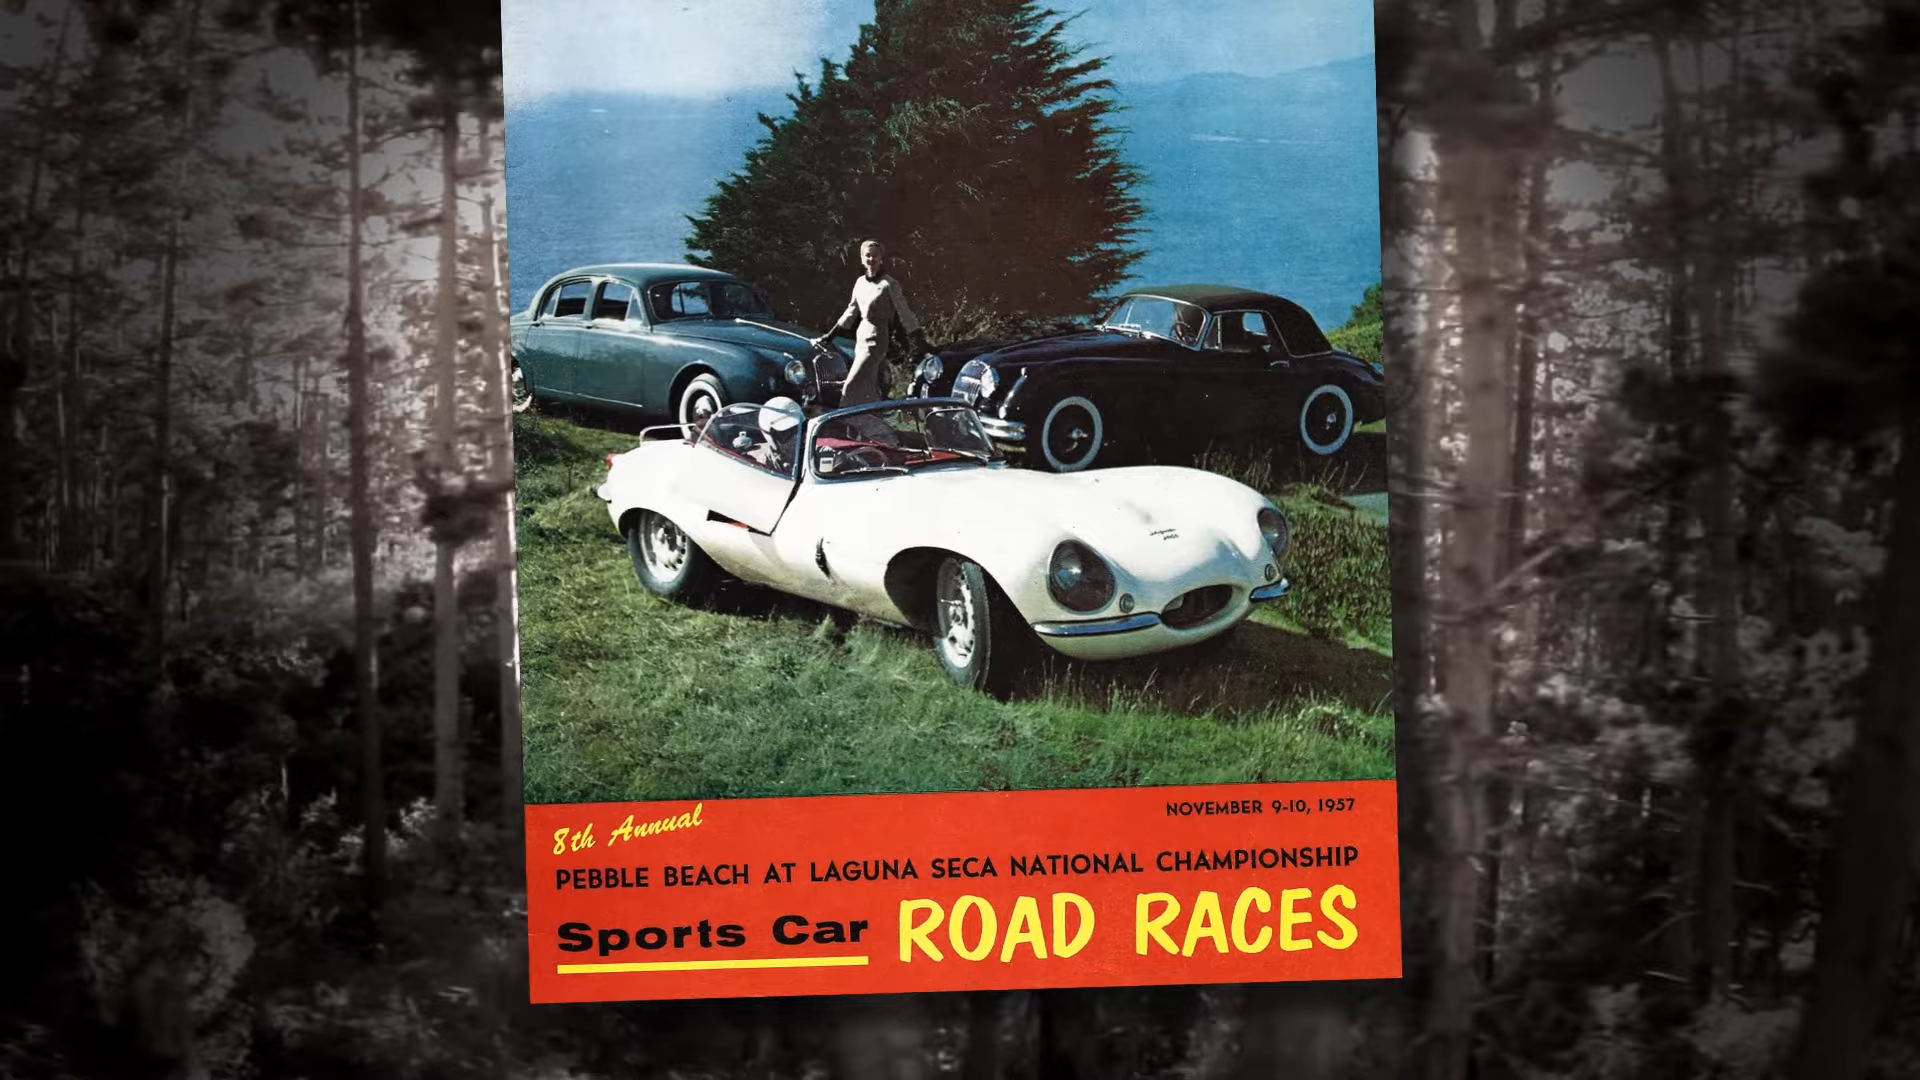 8th Annual
NOVEMBER 9-10, 1957
PEBBLE BEACH AT LAGUNA SECA NATIONAL CHAMPIONSHIP
Sports Car ROAD RACES